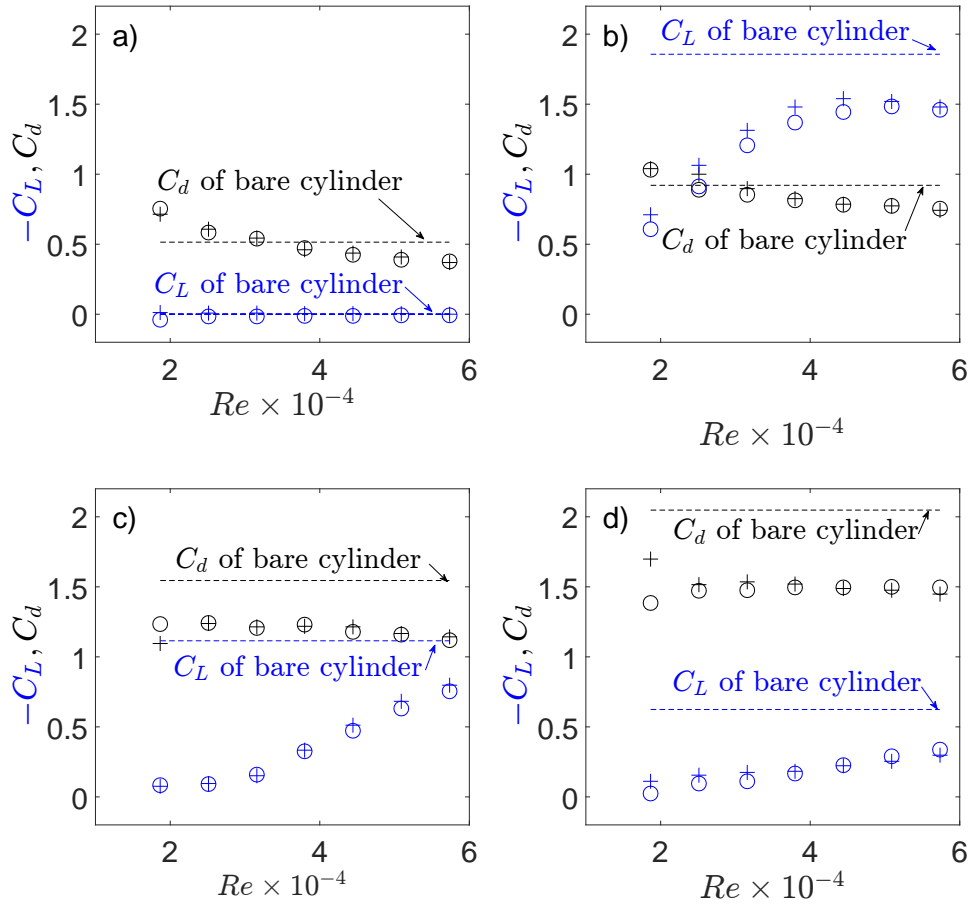 a)
2
1.5
1
0.5
0
−C_L, C_d
C_d of bare cylinder
C_L of bare cylinder
2 4 6
Re × 10⁻⁴
b)
2
1.5
1
0.5
0
−C_L, C_d
C_L of bare cylinder
C_d of bare cylinder
2 4 6
Re × 10⁻⁴
c)
2
1.5
1
0.5
0
−C_L, C_d
C_d of bare cylinder
C_L of bare cylinder
2 4 6
Re × 10⁻⁴
d)
2
1.5
1
0.5
0
−C_L, C_d
C_d of bare cylinder
C_L of bare cylinder
2 4 6
Re × 10⁻⁴